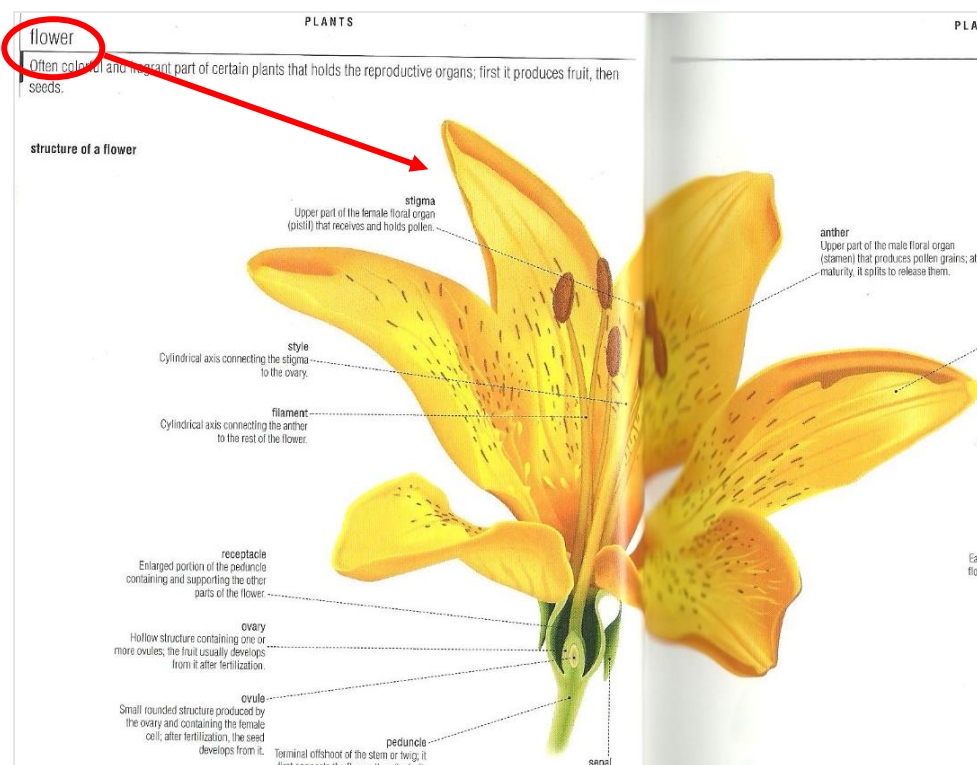 PLANTS
flower
Often colorful and fragrant part of certain plants that holds the reproductive organs; first it produces fruit, then
seeds.
structure of a flower
stigma
Upper part of the female floral organ
(pistil) that receives and holds pollen.
style
Cylindrical axis connecting the stigma
to the ovary.
filament
Cylindrical axis connecting the anther
to the rest of the flower.
receptacle
Enlarged portion of the peduncle
containing and supporting the other
parts of the flower.
ovary
Hollow structure containing one or
more ovules; the fruit usually develops
from it after fertilization.
ovule
Small rounded structure produced by
the ovary and containing the female
cell; after fertilization, the seed
develops from it.
peduncle
Terminal offshoot of the stem or twig; it
sepal
PLA
anther
Upper part of the male floral organ
(stamen) that produces pollen grains; at
maturity, it splits to release them.
Ea
flo